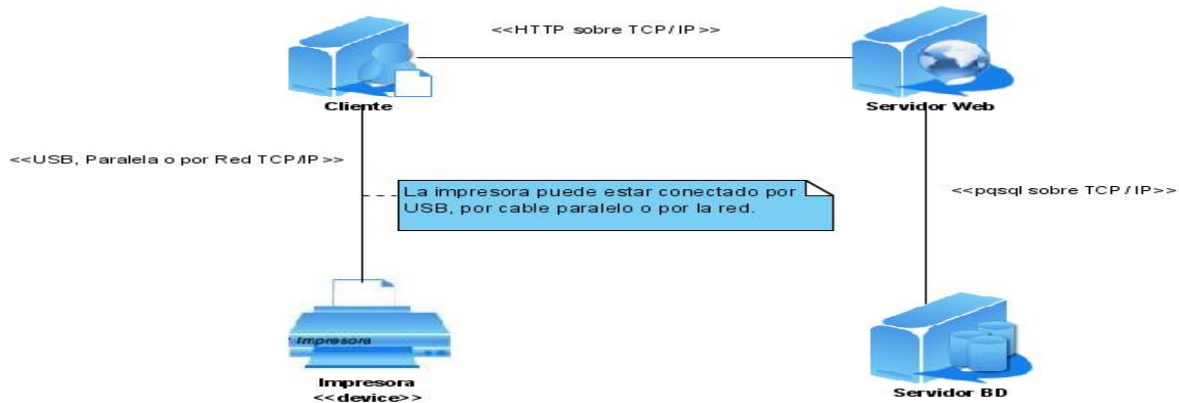 <<HTTP sobre TCP/IP>>
Cliente
Servidor Web
<<USB, Paralela o por Red TCP/IP>>
La impresora puede estar conectado por
USB, por cable paralelo o por la red.
<<pqsql sobre TCP/IP>>
Impresora
Impresora
<<device>>
Servidor BD